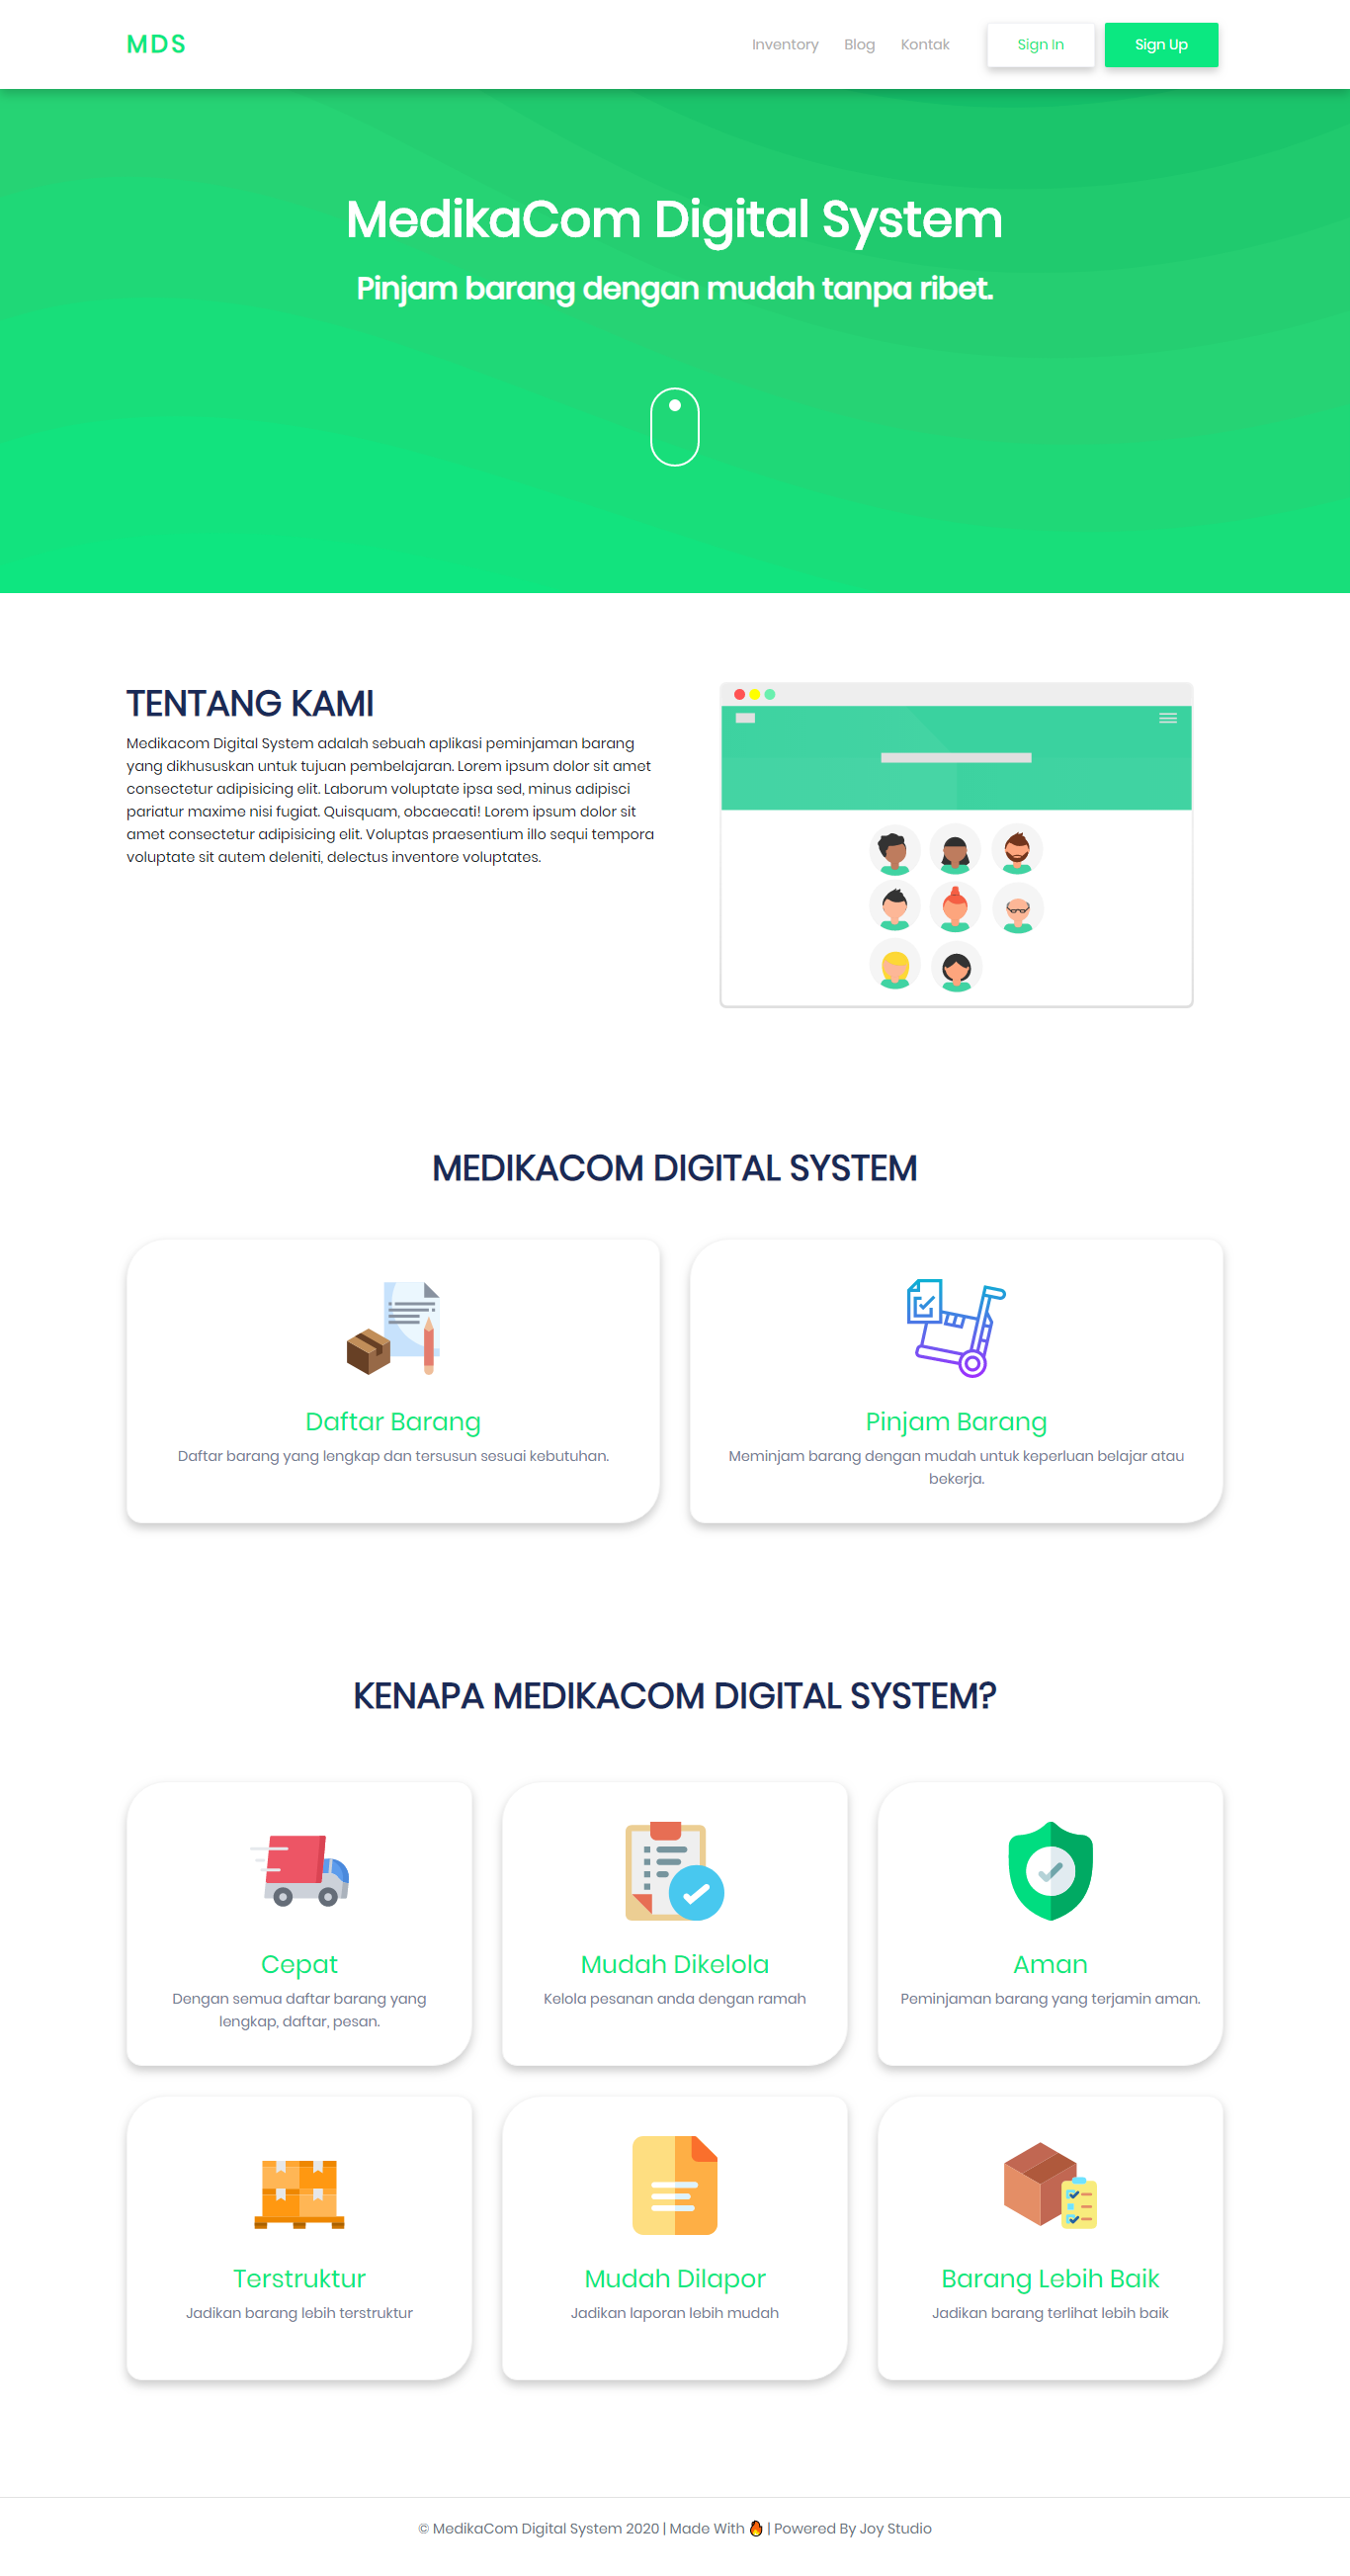 MDS
Inventory Blog Kontak Sign In Sign Up
MedikaCom Digital System
Pinjam barang dengan mudah tanpa ribet.
TENTANG KAMI
Medikacom Digital System adalah sebuah aplikasi peminjaman barang
yang dikhususkan untuk tujuan pembelajaran. Lorem ipsum dolor sit amet
consectetur adipisicing elit. Laborum voluptate ipsa sed, minus adipisci
pariatur maxime nisi fugiat. Quisquam, obcaecati! Lorem ipsum dolor sit
amet consectetur adipisicing elit. Voluptas praesentium illo sequi tempora
voluptate sit autem deleniti, delectus inventore voluptates.
MEDIKACOM DIGITAL SYSTEM
Daftar Barang
Daftar barang yang lengkap dan tersusun sesuai kebutuhan.
Pinjam Barang
Meminjam barang dengan mudah untuk keperluan belajar atau
bekerja.
KENAPA MEDIKACOM DIGITAL SYSTEM?
Cepat
Dengan semua daftar barang yang
lengkap, daftar, pesan.
Mudah Dikelola
Kelola pesanan anda dengan ramah
Aman
Peminjaman barang yang terjamin aman.
Terstruktur
Jadikan barang lebih terstruktur
Mudah Dilapor
Jadikan laporan lebih mudah
Barang Lebih Baik
Jadikan barang terlihat lebih baik
© MedikaCom Digital System 2020 | Made With 🔥 | Powered By Joy Studio